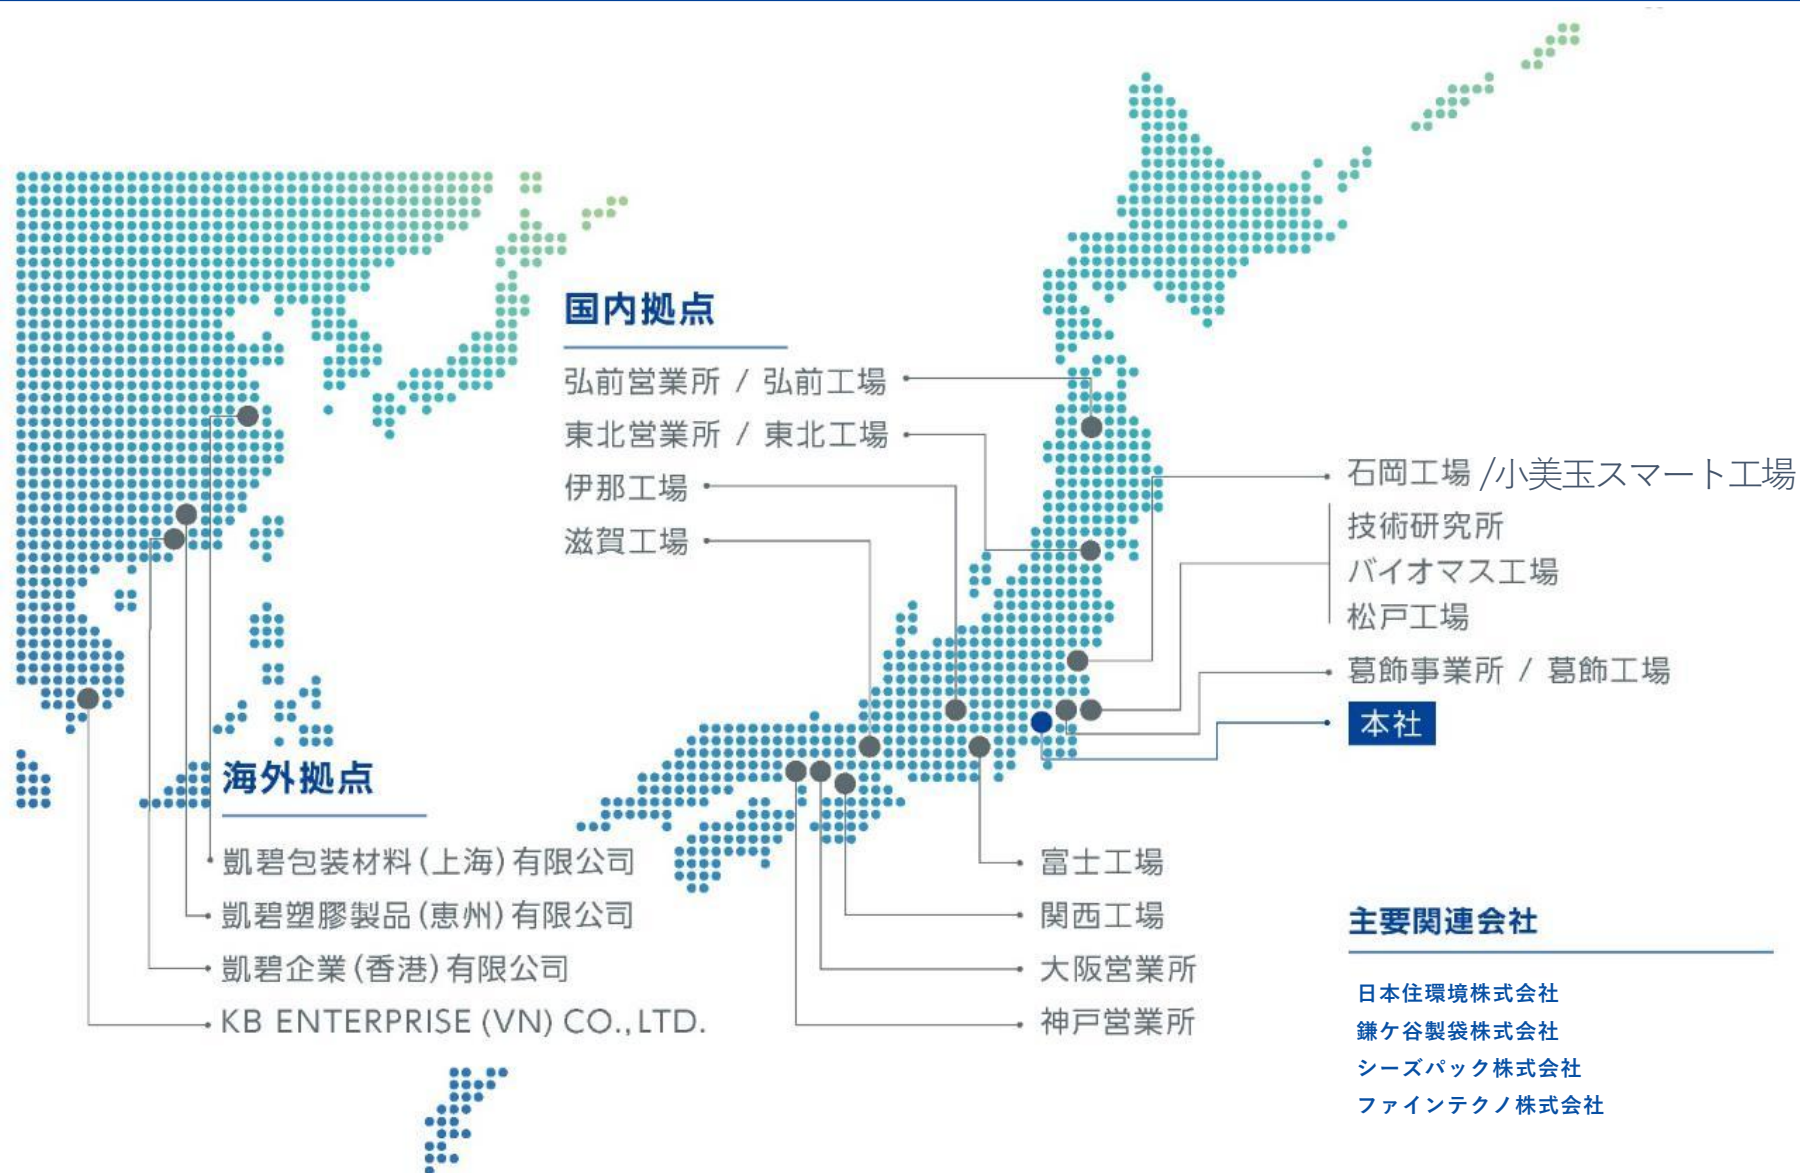 国内拠点
弘前営業所 / 弘前工場
東北営業所 / 東北工場
伊那工場
滋賀工場
石岡工場 /小美玉スマート工場
技術研究所
バイオマス工場
松戸工場
葛飾事業所 / 葛飾工場
本社
富士工場
関西工場
大阪営業所
神戸営業所
海外拠点
凱碧包装材料(上海)有限公司
凱碧塑膠製品(恵州)有限公司
凱碧企業(香港)有限公司
KB ENTERPRISE (VN) CO.,LTD.
主要関連会社
日本住環境株式会社
鎌ケ谷製袋株式会社
シーズパック株式会社
ファインテクノ株式会社